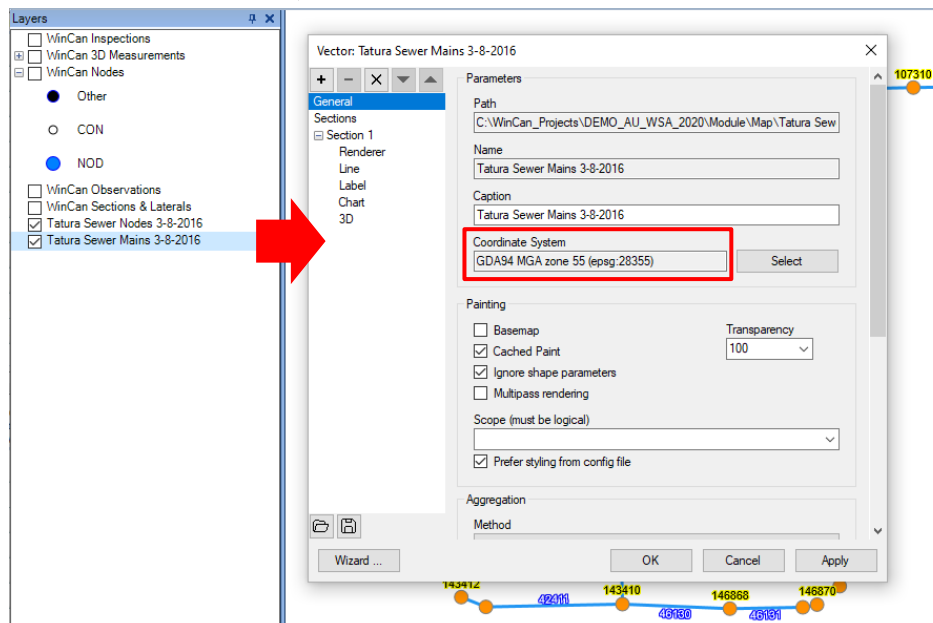 Layers
WinCan Inspections
WinCan 3D Measurements
WinCan Nodes
Other
CON
NOD
WinCan Observations
WinCan Sections & Laterals
Tatura Sewer Nodes 3-8-2016
Tatura Sewer Mains 3-8-2016
Vector: Tatura Sewer Mains 3-8-2016
General
Sections
Section 1
Renderer
Line
Label
Chart
3D
Parameters
Path
C:\WinCan_Projects\DEMO_AU_WSA_2020\Module\Map\Tatura Sew
Name
Tatura Sewer Mains 3-8-2016
Caption
Tatura Sewer Mains 3-8-2016
Coordinate System
GDA94 MGA zone 55 (epsg:28355)
Select
Painting
Basemap
Transparency
Cached Paint
100
Ignore shape parameters
Multipass rendering
Scope (must be logical)
Prefer styling from config file
Aggregation
Method
Wizard ...
OK
Cancel
Apply
107310
143412
42411
143410
46130
146868
46131
146870